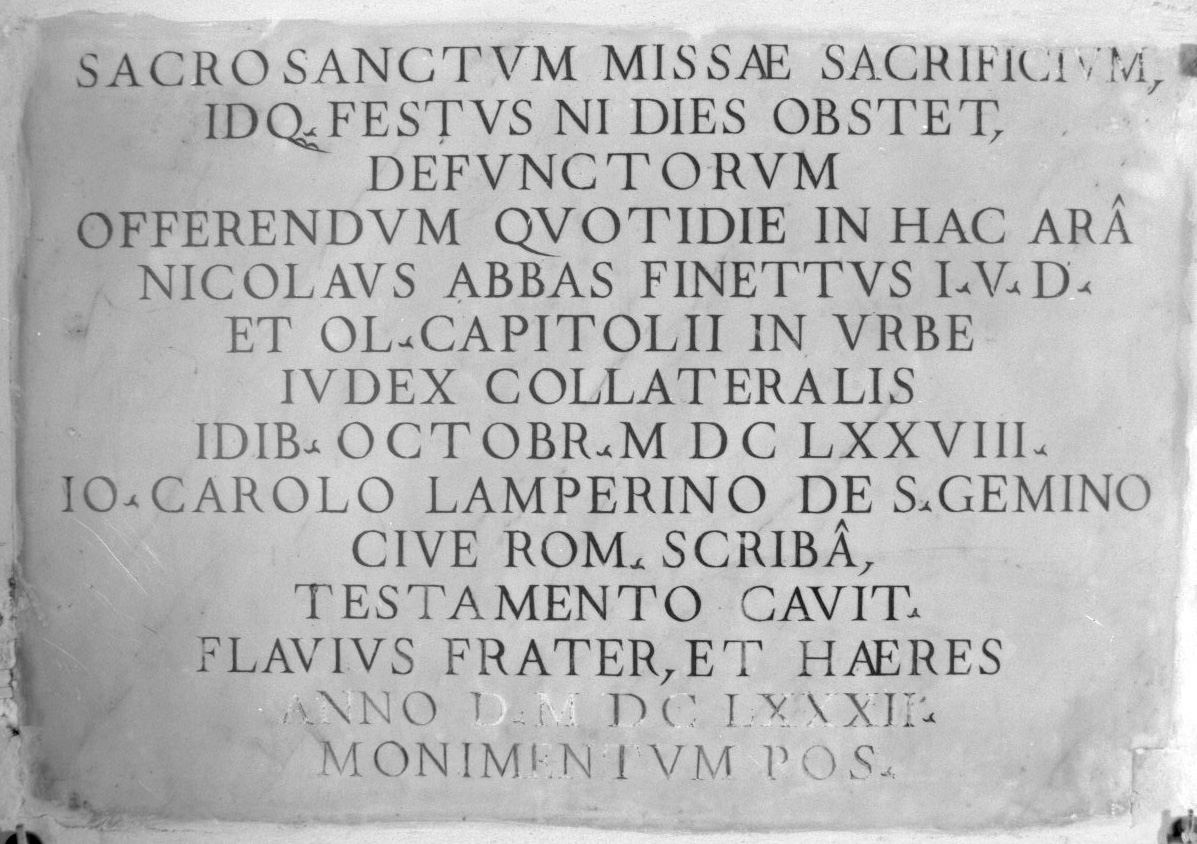 SACROSANCTVM MISSÆ SACRIFICIVM,
IDQ. FESTVS NI DIES OBSTET,
DEFVNCTORVM
OFFERENDVM QVOTIDIE IN HAC ARÂ
NICOLAVS ABBAS FINETTVS I.V.D.
ET OL. CAPITOLII IN VRBE
IVDEX COLLATERALIS
IDIB. OCTOBR. M DC LXXVIII.
IO. CAROLO LAMPERINO DE S. GEMINO
CIVE ROM. SCRIBÂ,
TESTAMENTO CAVIT.
FLAVIVS FRATER, ET HÆRES
ANNO D. M DC LXXXII.
MONIMENTVM POS.